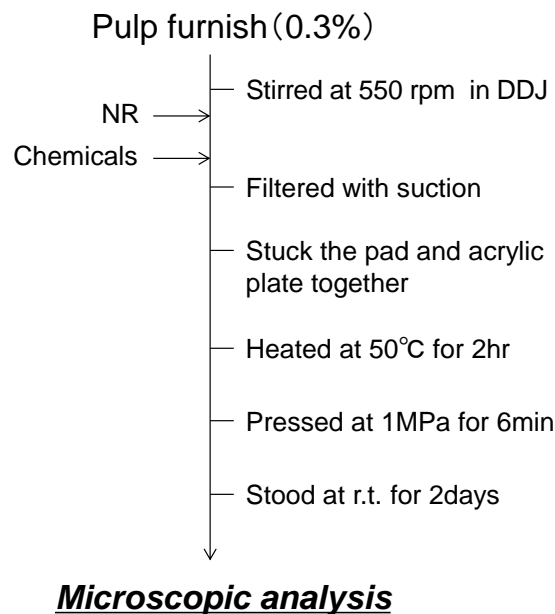 Pulp furnish（0.3%）
Stirred at 550 rpm in DDJ
NR
Chemicals
Filtered with suction
Stuck the pad and acrylic
plate together
Heated at 50℃ for 2hr
Pressed at 1MPa for 6min
Stood at r.t. for 2days
Microscopic analysis